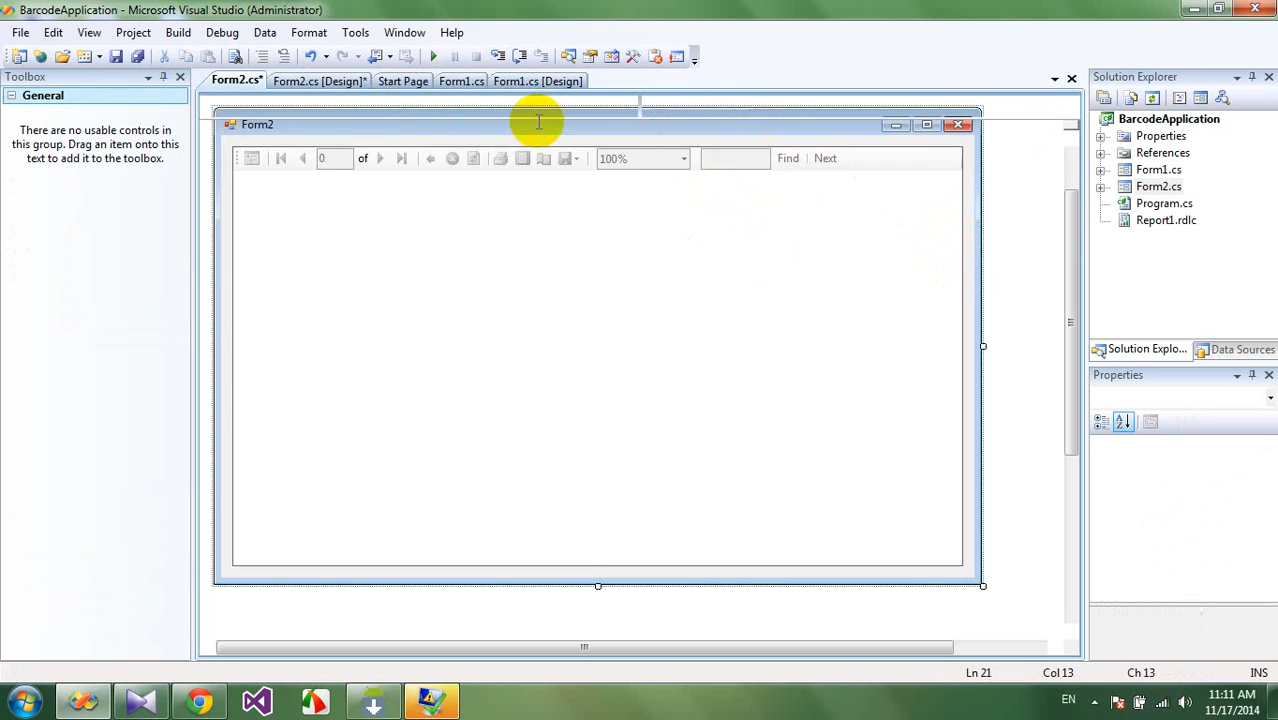 BarcodeApplication - Microsoft Visual Studio (Administrator)
File Edit View Project Build Debug Data Format Tools Window Help
Toolbox
General
There are no usable controls in
this group. Drag an item onto this
text to add it to the toolbox.
Form2.cs* Form2.cs [Design]* Start Page Form1.cs Form1.cs [Design]
Form2
0 of 100% Find Next
Solution Explorer
BarcodeApplication
Properties
References
Form1.cs
Form2.cs
Program.cs
Report1.rdlc
Solution Explo... Data Sources
Properties
Ln 21 Col 13 Ch 13 INS
EN 11:11 AM
11/17/2014